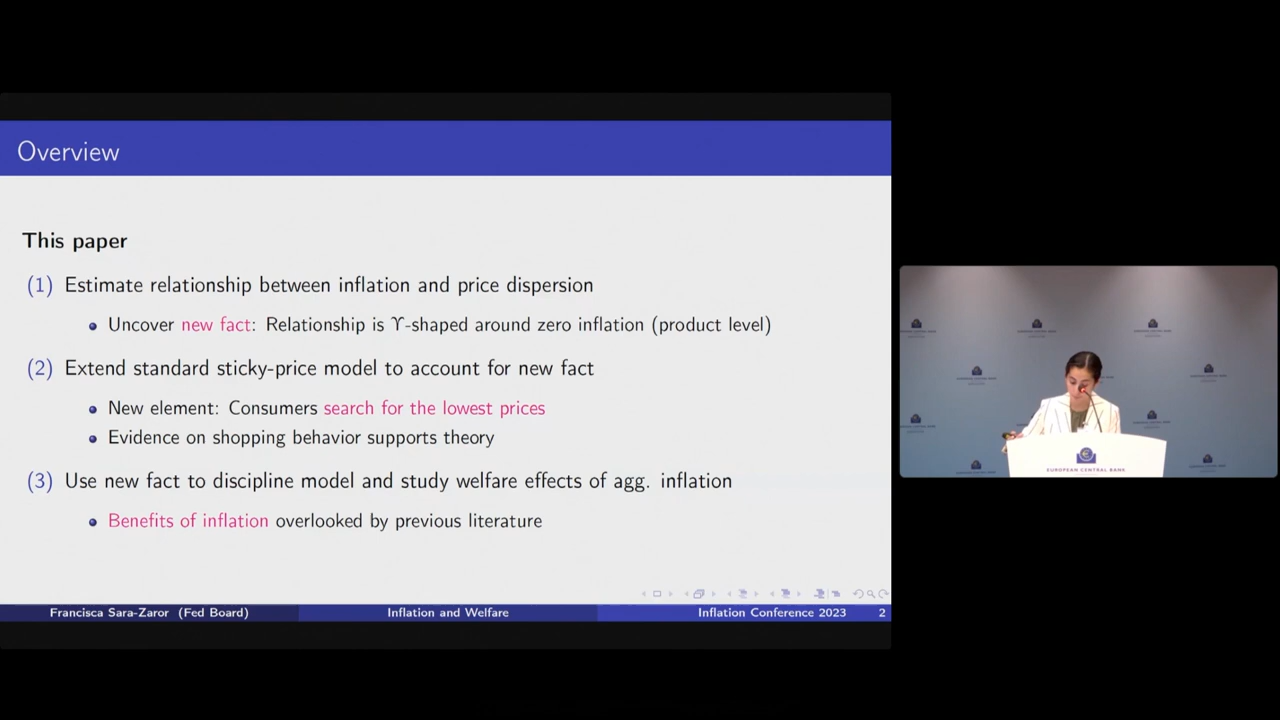 Overview
This paper
(1) Estimate relationship between inflation and price dispersion
Uncover new fact: Relationship is ϒ-shaped around zero inflation (product level)
(2) Extend standard sticky-price model to account for new fact
New element: Consumers search for the lowest prices
Evidence on shopping behavior supports theory
(3) Use new fact to discipline model and study welfare effects of agg. inflation
Benefits of inflation overlooked by previous literature
Francisca Sara-Zaror (Fed Board) Inflation and Welfare Inflation Conference 2023 2
EUROPEAN CENTRAL BANK